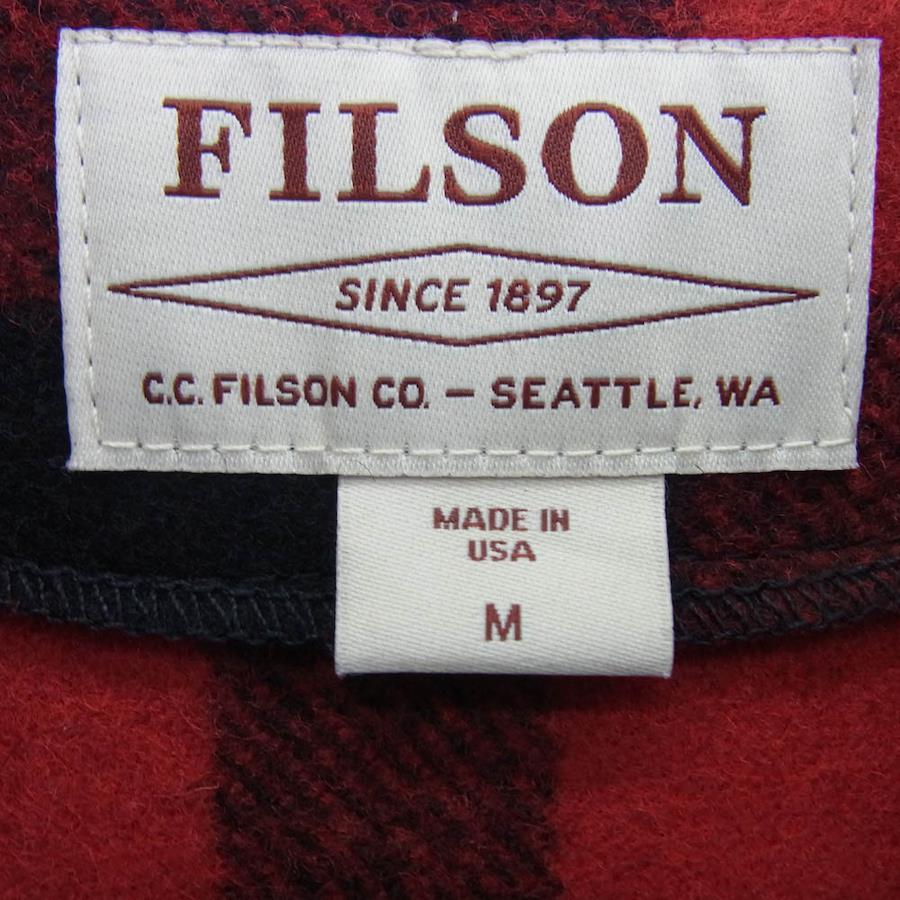 FILSON
SINCE 1897
C.C. FILSON CO. – SEATTLE, WA
MADE IN
USA
M